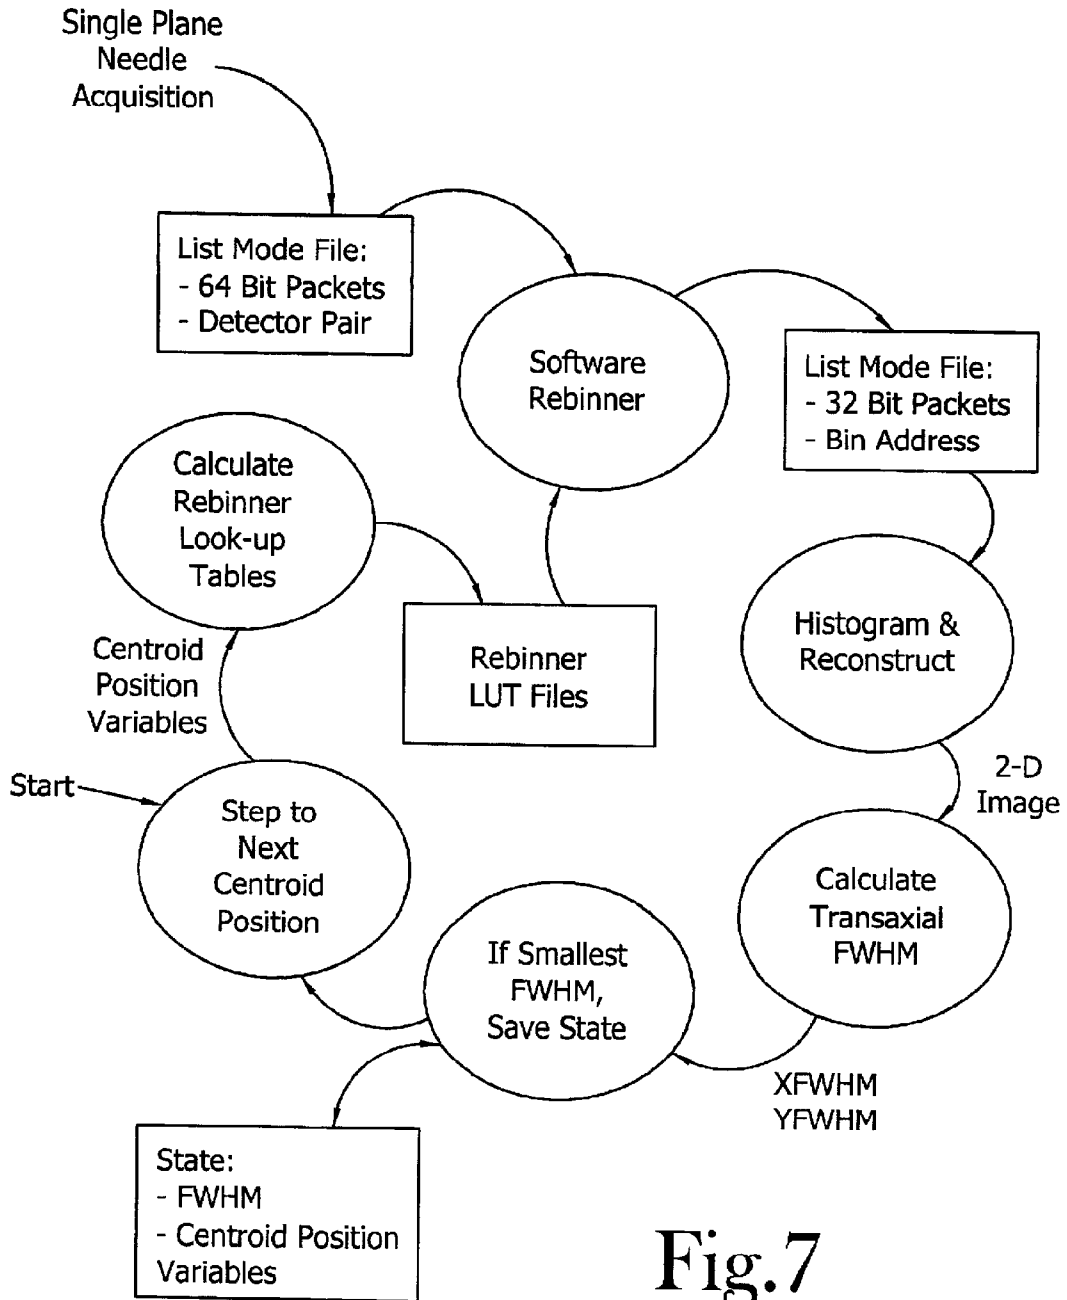 Single Plane
Needle
Acquisition
List Mode File:
- 64 Bit Packets
- Detector Pair
Software
Rebinner
List Mode File:
- 32 Bit Packets
- Bin Address
Calculate
Rebinner
Look-up
Tables
Rebinner
LUT Files
Histogram &
Reconstruct
Centroid
Position
Variables
2-D
Image
Start
Step to
Next
Centroid
Position
Calculate
Transaxial
FWHM
If Smallest
FWHM,
Save State
XFWHM
YFWHM
State:
- FWHM
- Centroid Position
Variables
Fig.7